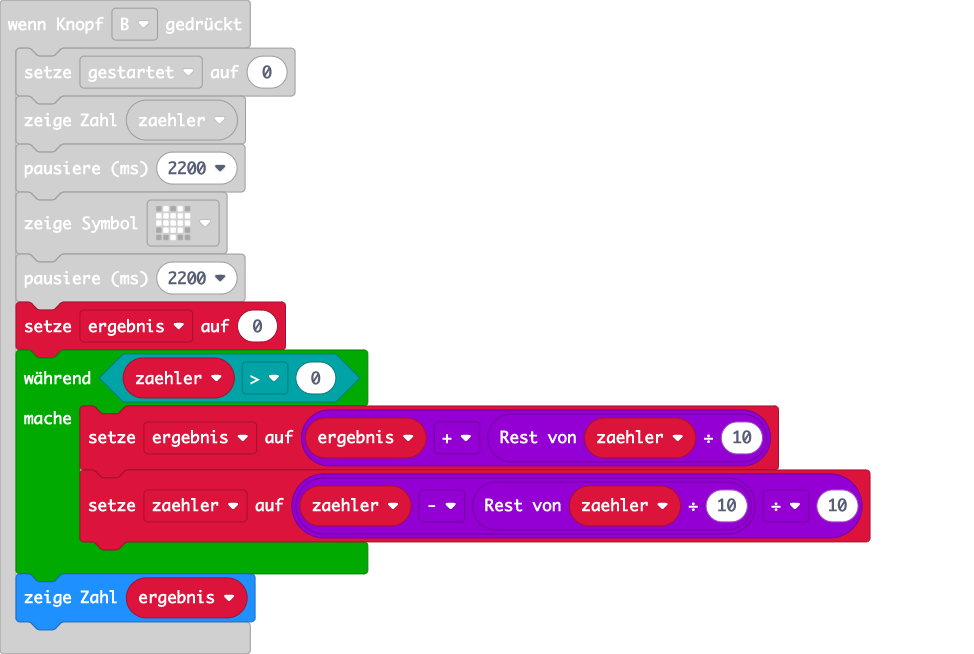 wenn Knopf B gedrückt
setze gestartet auf 0
zeige Zahl zaehler
pausiere (ms) 2200
zeige Symbol
pausiere (ms) 2200
setze ergebnis auf 0
während zaehler > 0
mache
setze ergebnis auf ergebnis + Rest von zaehler ÷ 10
setze zaehler auf zaehler - Rest von zaehler ÷ 10 ÷ 10
zeige Zahl ergebnis